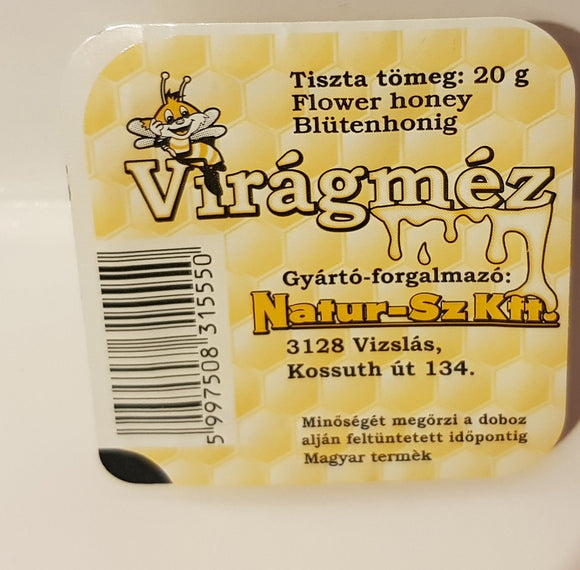 Tiszta tömeg: 20 g
Flower honey
Blütenhonig
Virágméz
Gyártó-forgalmazó:
Natur-Sz Kft.
3128 Vizslás,
Kossuth út 134.
Minőségét megőrzi a doboz
alján feltüntetett időpontig
Magyar termèk
5 997508 315550